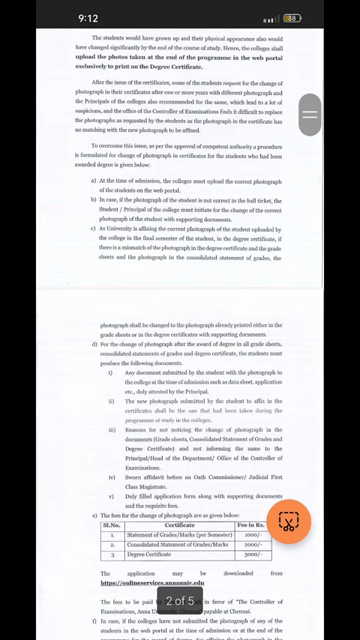 9:12
58
The students would have grown up and their physical appearance also would
have changed significantly by the end of the course of study. Hence, the colleges shall
upload the photo taken at the end of the programme in the web portal
exclusively to print on the Degree Certificate.
After the issue of the certificates, some of the students request for the change of
photograph in their certificates after one or more years with different photograph and
the Principals of the colleges also recommended for the same, which lead to a lot of
suspicions, and the office of the Controller of Examinations finds it difficult to replace
the photographs as requested by the students as the photograph in the certificate has
no matching with the new photograph to be affixed.
To overcome this issue, as per the approval of competent authority a procedure
is formulated for change of photograph in certificates for the students who had been
awarded degree is given below:
a) At the time of admission, the colleges must upload the correct photograph
of the students on the web portal.
b) In case, if the photograph of the student is not correct in the hall ticket, the
Student / Principal of the college must initiate for the change of the correct
photograph of the student with supporting documents.
c) As University is affixing the current photograph of the student uploaded by
the college in the final semester of the student, in the degree certificate, if
there is a mismatch of the photograph in the degree certificate and the grade
sheets and the photograph in the consolidated statement of grades, the
photograph shall be changed to the photograph already printed either in the
grade sheets or in the degree certificates with supporting documents.
d) For the change of photograph after the award of degree in all grade sheets,
consolidated statements of grades and degree certificate, the students must
produce the following documents.
i) Any document submitted by the student with the photograph to
the college at the time of admission such as data sheet, application
etc., duly attested by the Principal.
ii) The new photograph submitted by the student to affix in the
certificates shall be the one that had been taken during the
programme of study in the colleges.
iii) Reasons for not noticing the change of photograph in the
documents (Grade sheets, Consolidated Statement of Grades and
Degree Certificate) and not informing the same to the
Principal/Head of the Department/ Office of the Controller of
Examinations.
iv) Sworn affidavit before an Oath Commissioner/ Judicial First
Class Magistrate.
v) Duly filled application form along with supporting documents
and the requisite fees.
e) The fees for the change of photograph are as given below:
Sl.No. Certificate Fee in Rs.
1. Statement of Grades/Marks (per Semester) 1000/-
2. Consolidated Statement of Grades/Marks 2000/-
3 Degree Certificate 3000/-
The application may be downloaded from
https://onlineservices.annauniv.edu
The fees to be paid in favor of "The Controller of
Examinations, Anna payable at Chennai.
2 of 5
f) In case, if the colleges have not submitted the photograph of any of the
students in the web portal at the time of admission or at the end of the